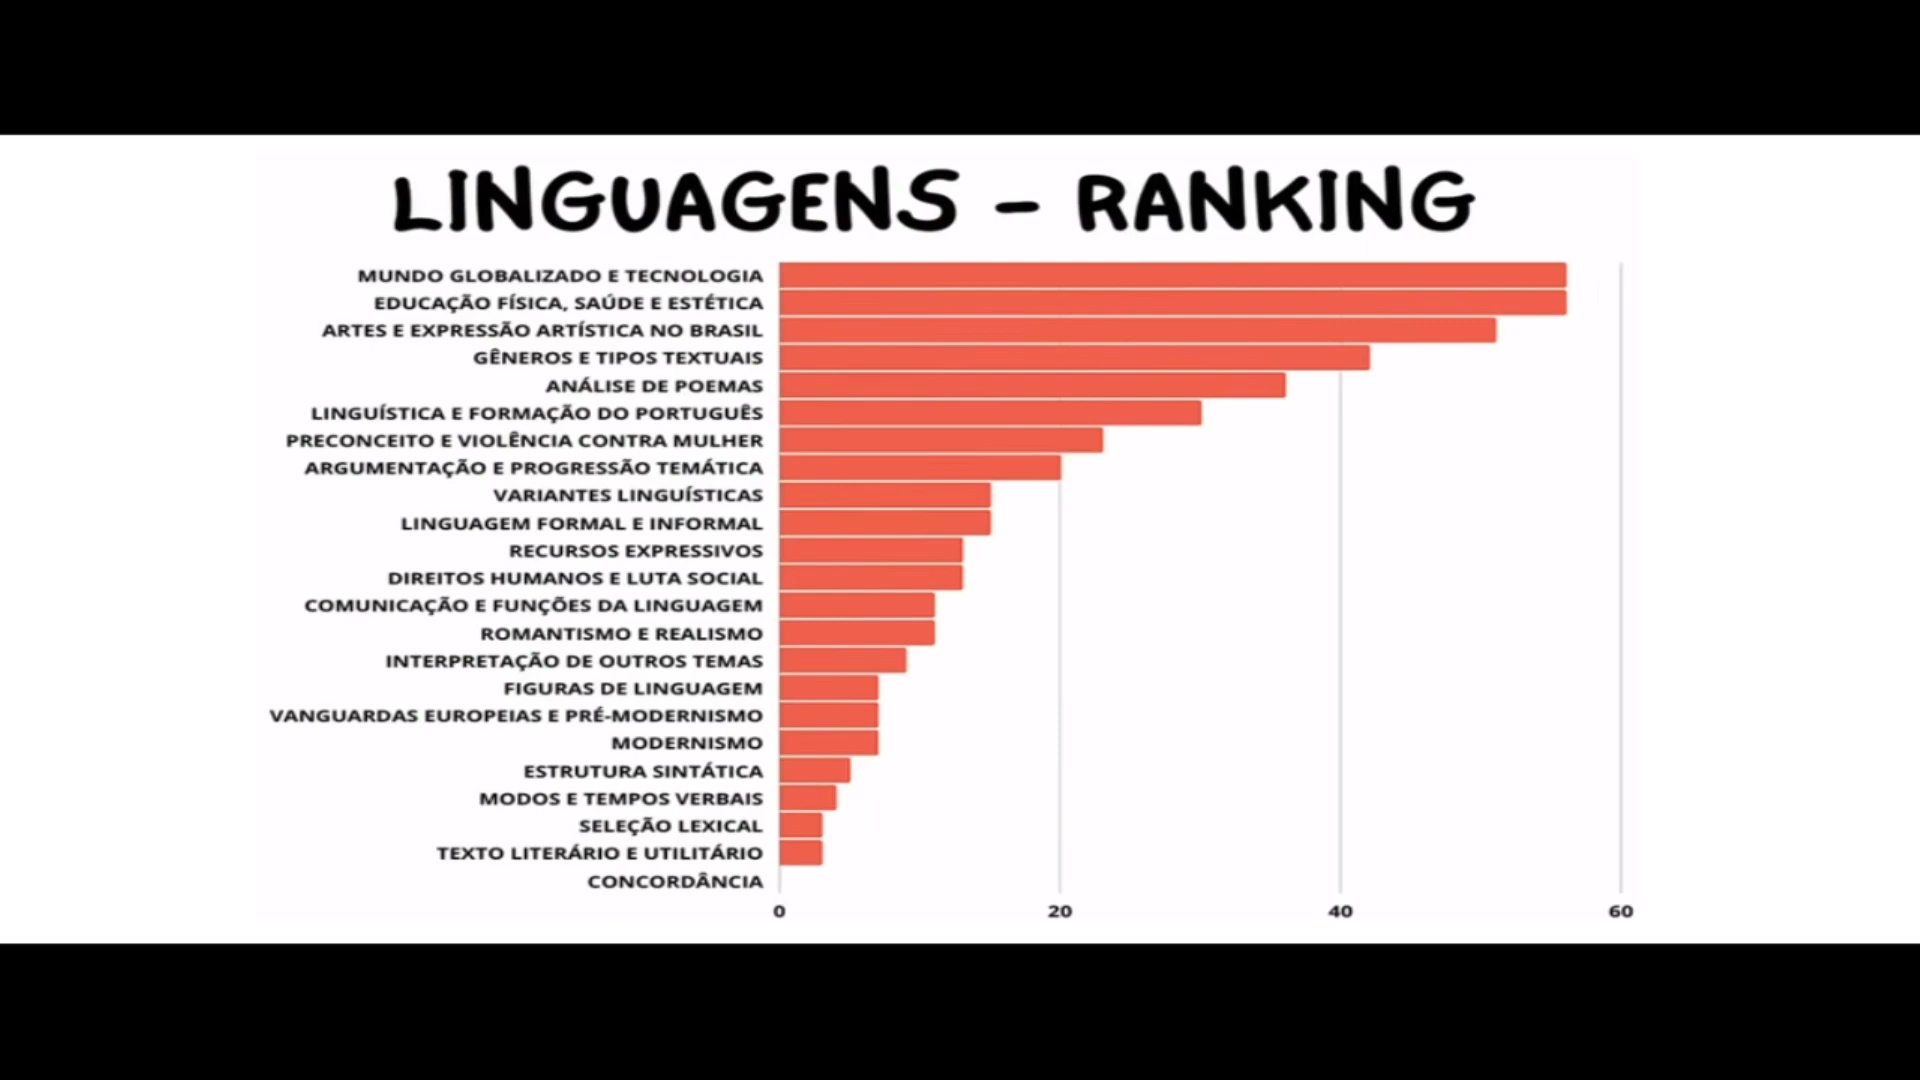 LINGUAGENS - RANKING
MUNDO GLOBALIZADO E TECNOLOGIA
EDUCAÇÃO FÍSICA, SAÚDE E ESTÉTICA
ARTES E EXPRESSÃO ARTÍSTICA NO BRASIL
GÊNEROS E TIPOS TEXTUAIS
ANÁLISE DE POEMAS
LINGUÍSTICA E FORMAÇÃO DO PORTUGUÊS
PRECONCEITO E VIOLÊNCIA CONTRA MULHER
ARGUMENTAÇÃO E PROGRESSÃO TEMÁTICA
VARIANTES LINGUÍSTICAS
LINGUAGEM FORMAL E INFORMAL
RECURSOS EXPRESSIVOS
DIREITOS HUMANOS E LUTA SOCIAL
COMUNICAÇÃO E FUNÇÕES DA LINGUAGEM
ROMANTISMO E REALISMO
INTERPRETAÇÃO DE OUTROS TEMAS
FIGURAS DE LINGUAGEM
VANGUARDAS EUROPEIAS E PRÉ-MODERNISMO
MODERNISMO
ESTRUTURA SINTÁTICA
MODOS E TEMPOS VERBAIS
SELEÇÃO LEXICAL
TEXTO LITERÁRIO E UTILITÁRIO
CONCORDÂNCIA
0 20 40 60